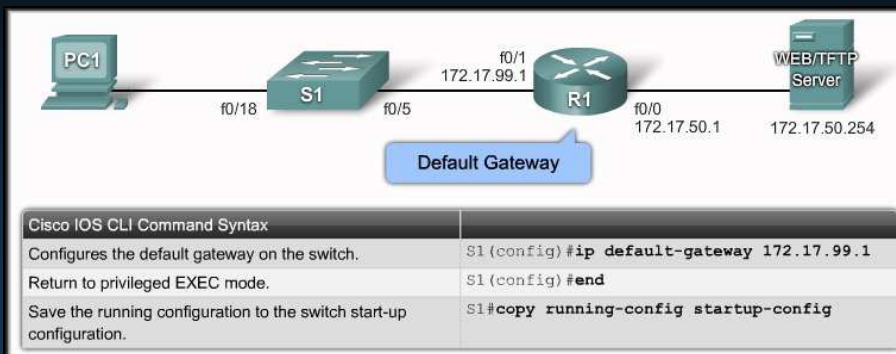 PC1
S1
f0/18
f0/5
f0/1
172.17.99.1
R1
f0/0
172.17.50.1
WEB/TFTP
Server
172.17.50.254
Default Gateway
Cisco IOS CLI Command Syntax
Configures the default gateway on the switch. S1(config)#ip default-gateway 172.17.99.1
Return to privileged EXEC mode. S1(config)#end
Save the running configuration to the switch start-up S1#copy running-config startup-config
configuration.